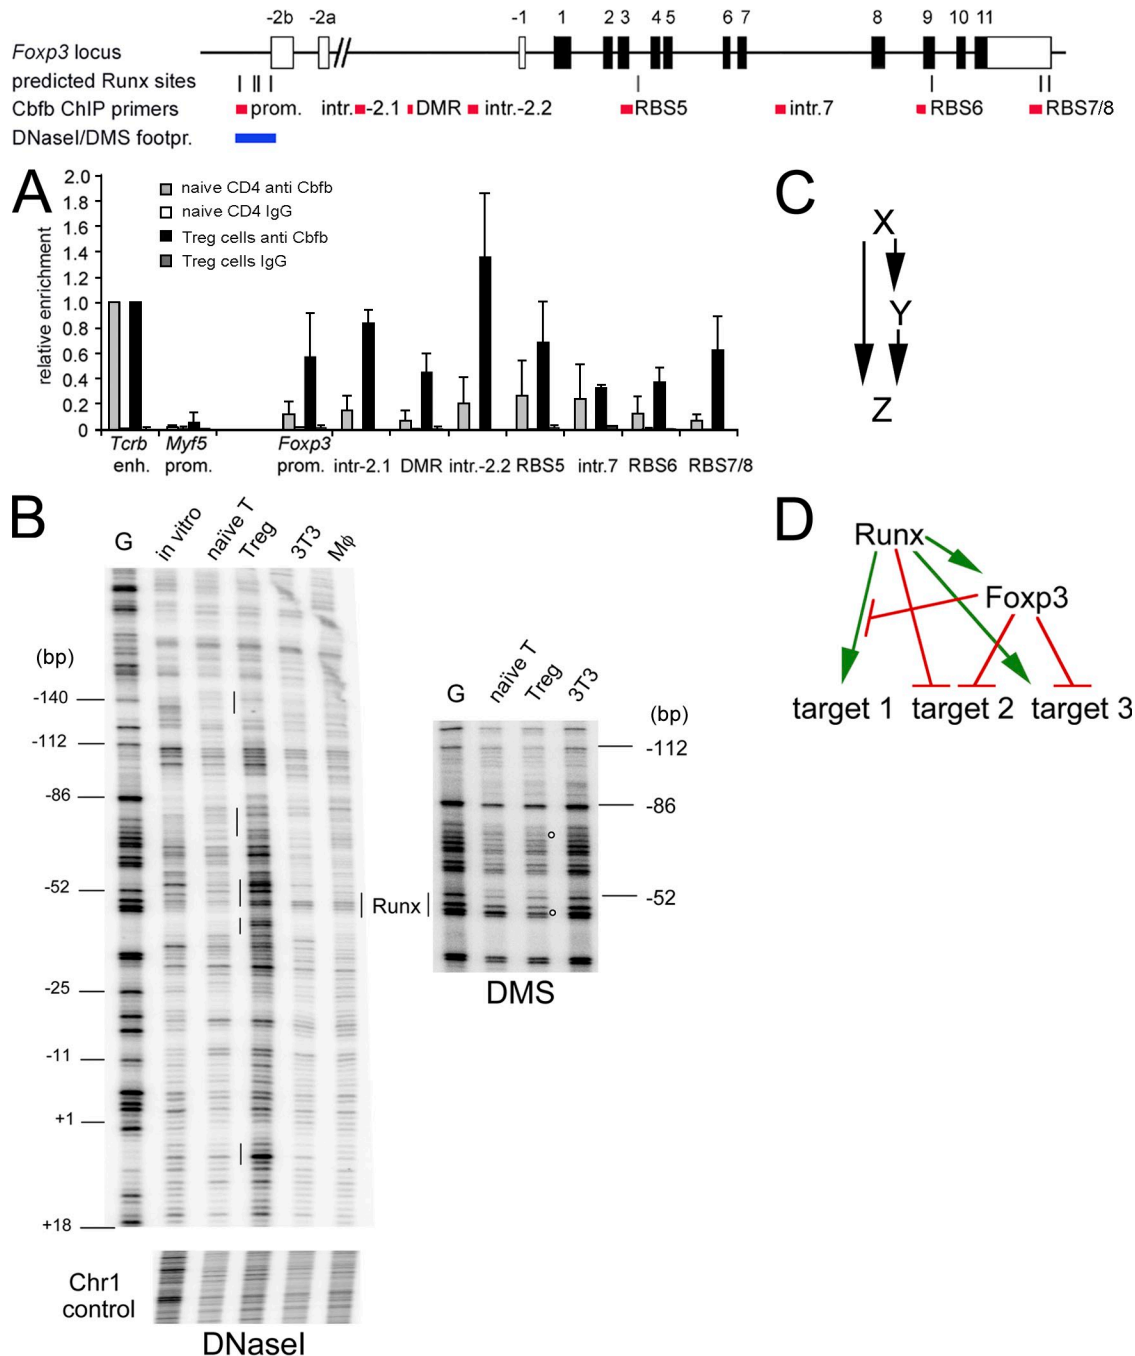 -2b -2a -1 1 2 3 4 5 6 7 8 9 10 11
Foxp3 locus
predicted Runx sites
Cbfb ChIP primers prom. intr. -2.1 DMR intr.-2.2 RBS5 intr.7 RBS6 RBS7/8
DNaseI/DMS footpr.
A
relative enrichment
2.0
1.8
1.6
1.4
1.2
1.0
0.8
0.6
0.4
0.2
0
naive CD4 anti Cbfb
naive CD4 IgG
Treg cells anti Cbfb
Treg cells IgG
Tcrb Myf5 Foxp3
enh. prom. prom. intr-2.1 DMR intr.-2.2 RBS5 intr.7 RBS6 RBS7/8
C
X
Y
Z
B
G in vitro naïve T Treg 3T3 Mϕ
(bp)
-140
-112
-86
-52
-25
-11
+1
+18
Runx
Chr1
control
DNaseI
G naïve T Treg 3T3
(bp)
-112
-86
-52
DMS
D
Runx
Foxp3
target 1 target 2 target 3